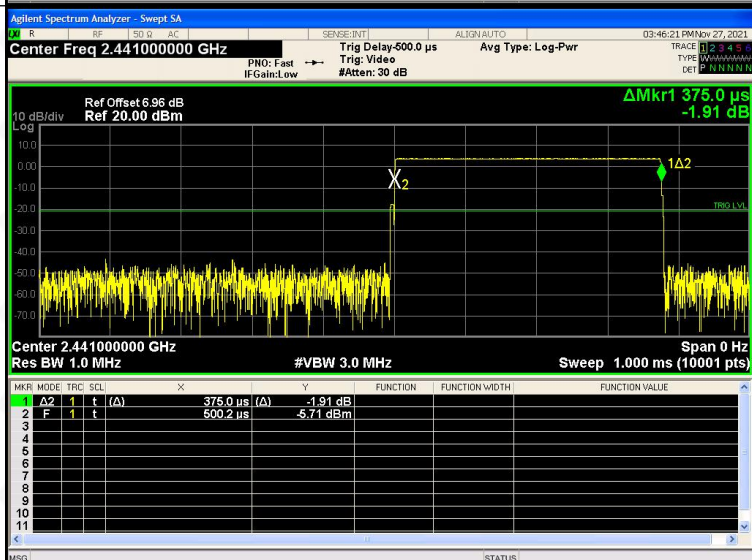 Agilent Spectrum Analyzer - Swept SA
LXI R RF 50 Ω AC SENSE:INT ALIGN AUTO 03:46:21 PM Nov 27, 2021
Center Freq 2.441000000 GHz
PNO: Fast
IFGain:Low
Trig Delay-500.0 µs
Trig: Video
#Atten: 30 dB
Avg Type: Log-Pwr
TRACE 1 2 3 4 5 6
TYPE WWWWWW
DET P N N N N N
ΔMkr1 375.0 µs
-1.91 dB
Ref Offset 6.96 dB
10 dB/div Ref 20.00 dBm
Log
10.0
0.00
-10.0
-20.0
-30.0
-40.0
-50.0
-60.0
-70.0
1Δ2
X2
TRIG LVL
Center 2.441000000 GHz Span 0 Hz
Res BW 1.0 MHz #VBW 3.0 MHz Sweep 1.000 ms (10001 pts)
MKR MODE TRC SCL X Y FUNCTION FUNCTION WIDTH FUNCTION VALUE
1 Δ2 1 t (Δ) 375.0 µs (Δ) -1.91 dB
2 F 1 t 500.2 µs -5.71 dBm
3
4
5
6
7
8
9
10
11
MSG STATUS